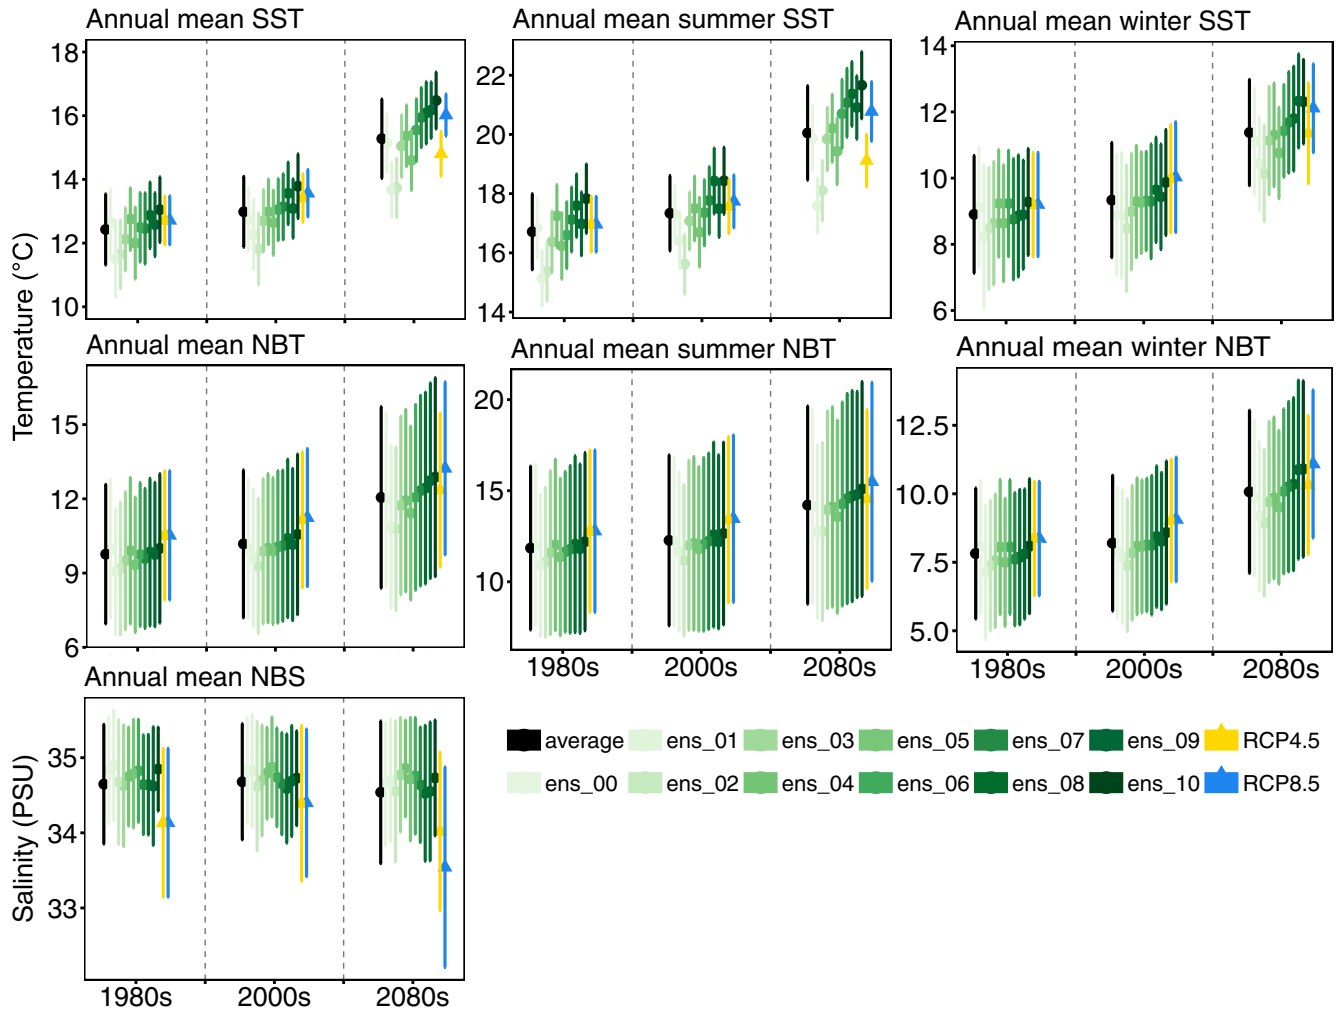 Annual mean SST
Annual mean summer SST
Annual mean winter SST
18
16
14
12
10
22
20
18
16
14
14
12
10
8
6
Temperature (°C)
Annual mean NBT
Annual mean summer NBT
Annual mean winter NBT
15
12
9
6
20
15
10
12.5
10.0
7.5
5.0
1980s 2000s 2080s
1980s 2000s 2080s
Annual mean NBS
35
34
33
Salinity (PSU)
1980s 2000s 2080s
average ens_01 ens_03 ens_05 ens_07 ens_09 RCP4.5
ens_00 ens_02 ens_04 ens_06 ens_08 ens_10 RCP8.5